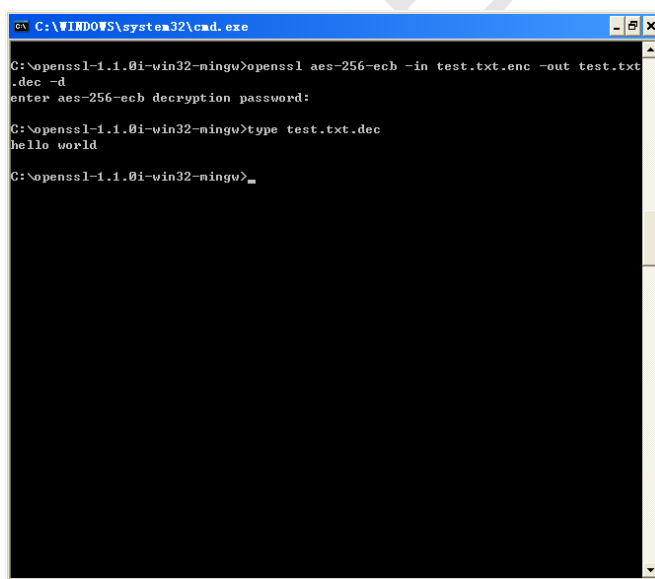 C:\WINDOWS\system32\cmd.exe
C:\openssl-1.1.0i-win32-mingw>openssl aes-256-ecb -in test.txt.enc -out test.txt
.dec -d
enter aes-256-ecb decryption password:
C:\openssl-1.1.0i-win32-mingw>type test.txt.dec
hello world
C:\openssl-1.1.0i-win32-mingw>_